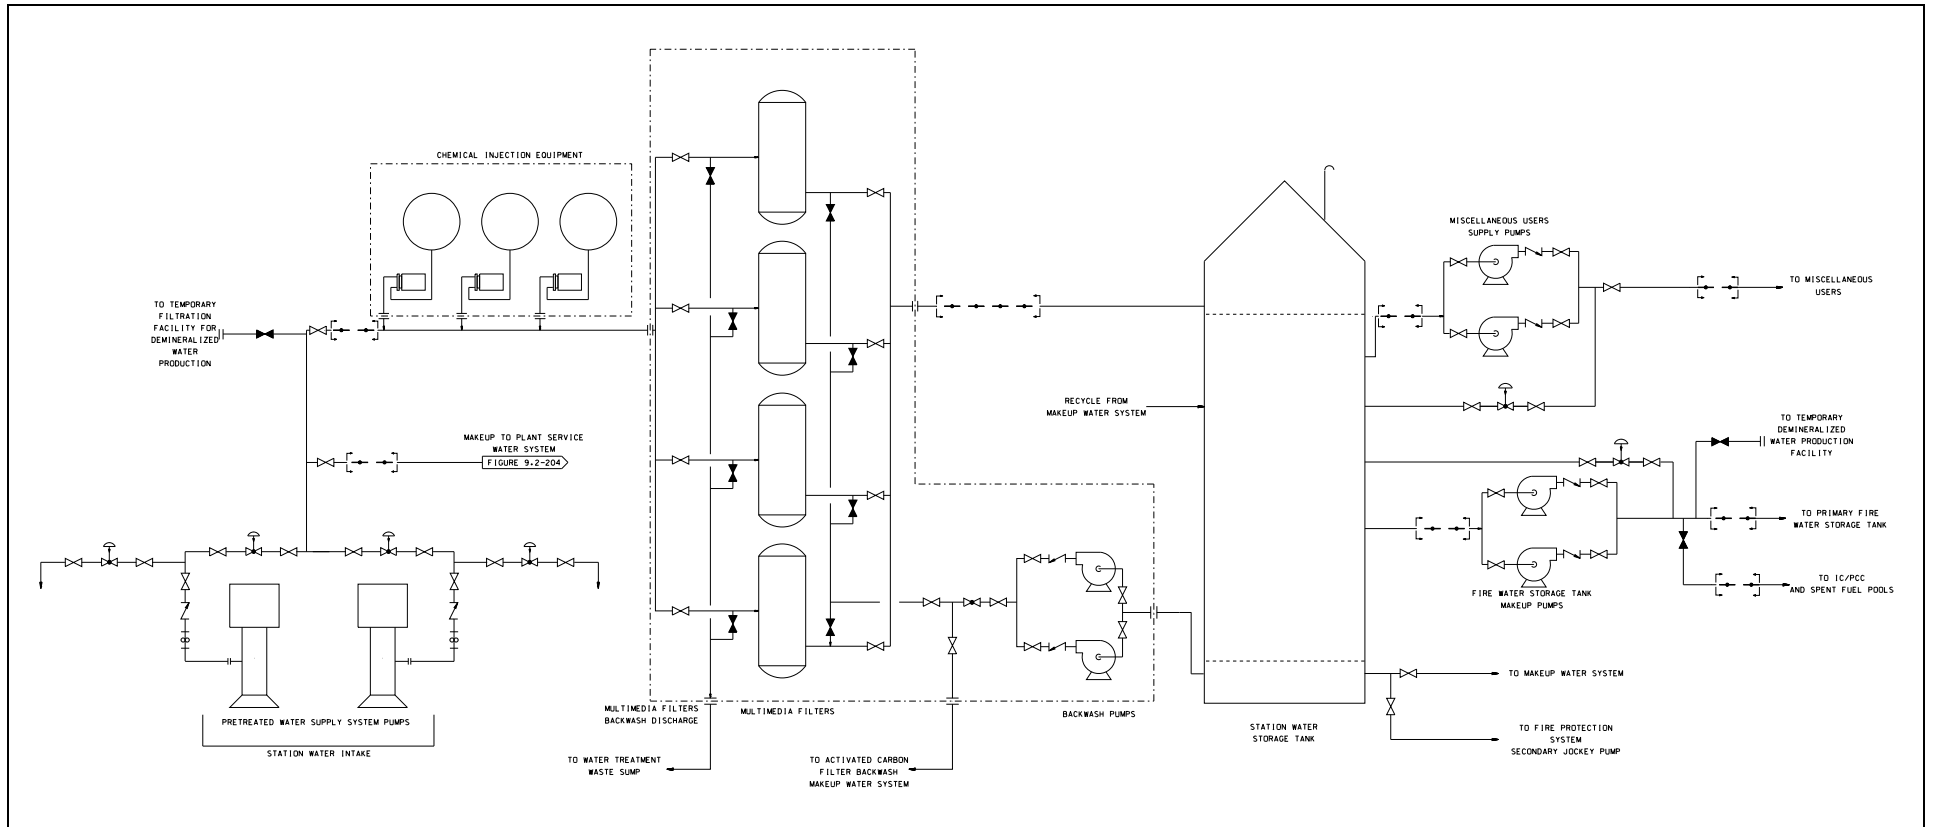 CHEMICAL INJECTION EQUIPMENT
TO TEMPORARY
FILTRATION
FACILITY FOR
DEMINERALIZED
WATER
PRODUCTION
MAKEUP TO PLANT SERVICE
WATER SYSTEM
FIGURE 9.2-204
PRETREATED WATER SUPPLY SYSTEM PUMPS
STATION WATER INTAKE
MULTIMEDIA FILTERS
BACKWASH DISCHARGE
MULTIMEDIA FILTERS
BACKWASH PUMPS
TO WATER TREATMENT
WASTE SUMP
TO ACTIVATED CARBON
FILTER BACKWASH
MAKEUP WATER SYSTEM
RECYCLE FROM
MAKEUP WATER SYSTEM
STATION WATER
STORAGE TANK
MISCELLANEOUS USERS
SUPPLY PUMPS
TO MISCELLANEOUS
USERS
TO TEMPORARY
DEMINERALIZED
WATER PRODUCTION
FACILITY
TO PRIMARY FIRE
WATER STORAGE TANK
FIRE WATER STORAGE TANK
MAKEUP PUMPS
TO IC/PCC
AND SPENT FUEL POOLS
TO MAKEUP WATER SYSTEM
TO FIRE PROTECTION
SYSTEM
SECONDARY JOCKEY PUMP